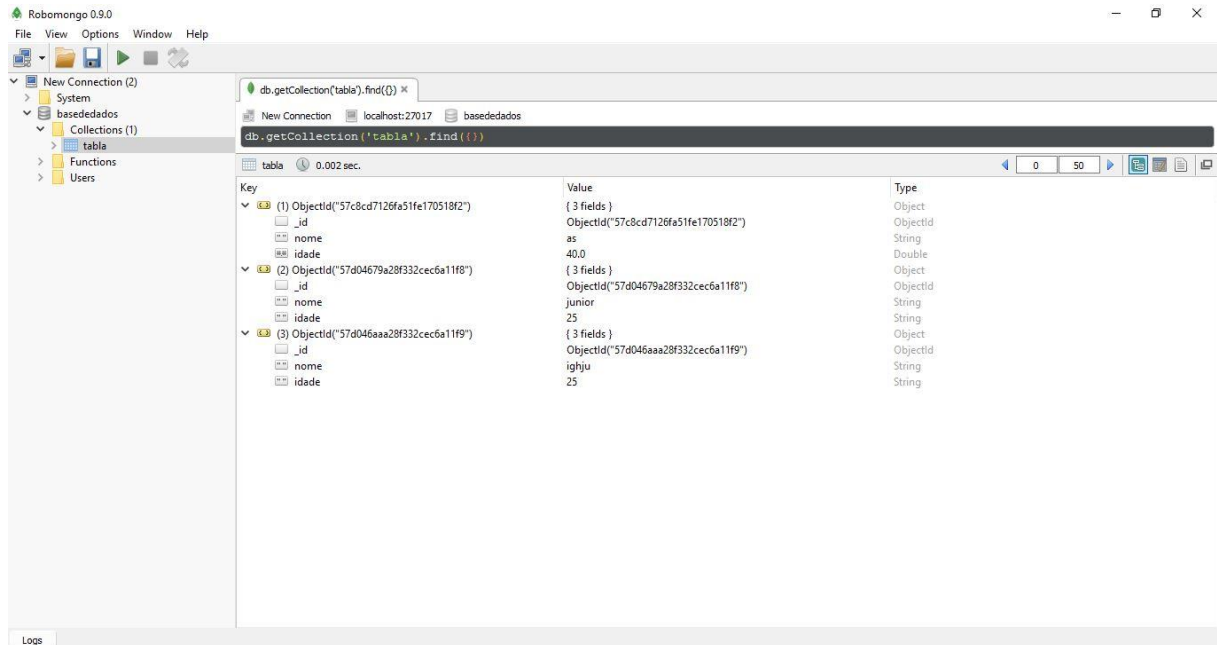 Robomongo 0.9.0
File View Options Window Help
New Connection (2)
System
basededados
Collections (1)
tabla
Functions
Users
db.getCollection('tabla').find({})
New Connection localhost:27017 basededados
db.getCollection('tabla').find({})
tabla 0.002 sec. 0 50
Key Value Type
(1) ObjectId("57c8cd7126fa51fe170518f2") { 3 fields } Object
_id ObjectId("57c8cd7126fa51fe170518f2") ObjectId
nome as String
idade 40.0 Double
(2) ObjectId("57d04679a28f332cec6a11f8") { 3 fields } Object
_id ObjectId("57d04679a28f332cec6a11f8") ObjectId
nome junior String
idade 25 String
(3) ObjectId("57d046aaa28f332cec6a11f9") { 3 fields } Object
_id ObjectId("57d046aaa28f332cec6a11f9") ObjectId
nome ighju String
idade 25 String
Logs